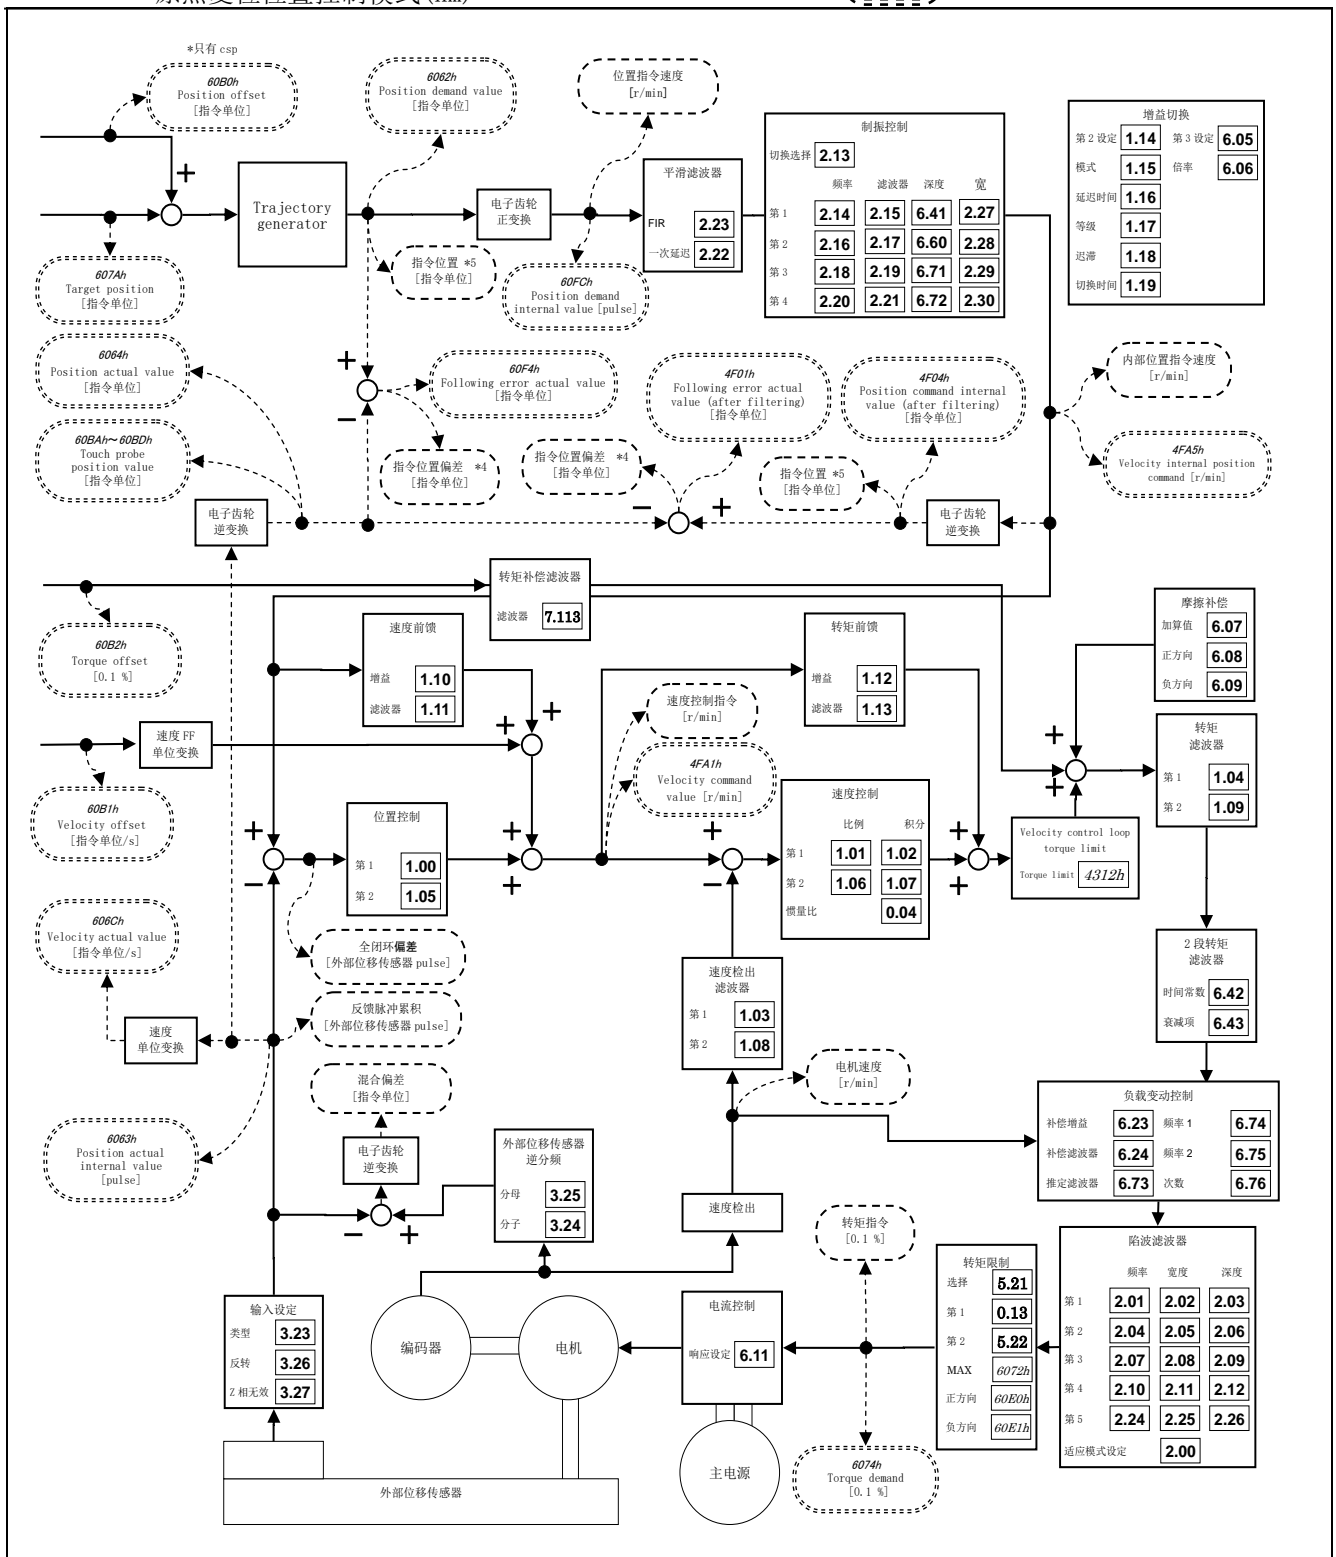 原点复位位置控制模式(hm)
*只有 csp
60B0h
Position offset
[指令单位]
6062h
Position demand value
[指令单位]
位置指令速度
[r/min]
+
607Ah
Target position
[指令单位]
Trajectory
generator
电子齿轮
正变换
指令位置 *5
[指令单位]
60FCh
Position demand
internal value [pulse]
平滑滤波器
FIR 2.23
一次延迟 2.22
制振控制
切换选择 2.13
频率 滤波器 深度 宽
第 1 2.14 2.15 6.41 2.27
第 2 2.16 2.17 6.60 2.28
第 3 2.18 2.19 6.71 2.29
第 4 2.20 2.21 6.72 2.30
增益切换
第 2 设定 1.14 第 3 设定 6.05
模式 1.15 倍率 6.06
延迟时间 1.16
等级 1.17
迟滞 1.18
切换时间 1.19
6064h
Position actual value
[指令单位]
60BAh～60BDh
Touch probe
position value
[指令单位]
+
−
60F4h
Following error actual value
[指令单位]
指令位置偏差 *4
[指令单位]
4F01h
Following error actual
value (after filtering)
[指令单位]
指令位置偏差 *4
[指令单位]
4F04h
Position command internal
value (after filtering)
[指令单位]
指令位置 *5
[指令单位]
内部位置指令速度
[r/min]
4FA5h
Velocity internal position
command [r/min]
电子齿轮
逆变换
− +
电子齿轮
逆变换
60B2h
Torque offset
[0.1 %]
转矩补偿滤波器
滤波器 7.113
速度前馈
增益 1.10
滤波器 1.11
转矩前馈
增益 1.12
滤波器 1.13
摩擦补偿
加算值 6.07
正方向 6.08
负方向 6.09
速度 FF
单位变换
+ +
60B1h
Velocity offset
[指令单位/s]
速度控制指令
[r/min]
4FA1h
Velocity command
value [r/min]
+
+
转矩
滤波器
第 1 1.04
第 2 1.09
+
−
位置控制
第 1 1.00
第 2 1.05
+
+
+
−
速度控制
比例 积分
第 1 1.01 1.02
第 2 1.06 1.07
惯量比 0.04
+
+
Velocity control loop
torque limit
Torque limit 4312h
606Ch
Velocity actual value
[指令单位/s]
全闭环偏差
[外部位移传感器 pulse]
反馈脉冲累积
[外部位移传感器 pulse]
速度
单位变换
速度检出
滤波器
第 1 1.03
第 2 1.08
2 段转矩
滤波器
时间常数 6.42
衰减项 6.43
混合偏差
[指令单位]
电机速度
[r/min]
负载变动控制
补偿增益 6.23 频率 1 6.74
补偿滤波器 6.24 频率 2 6.75
推定滤波器 6.73 次数 6.76
6063h
Position actual
internal value
[pulse]
电子齿轮
逆变换
− +
外部位移传感器
逆分频
分母 3.25
分子 3.24
速度检出
转矩指令
[0.1 %]
陷波滤波器
频率 宽度 深度
第 1 2.01 2.02 2.03
第 2 2.04 2.05 2.06
第 3 2.07 2.08 2.09
第 4 2.10 2.11 2.12
第 5 2.24 2.25 2.26
适应模式设定 2.00
转矩限制
选择 5.21
第 1 0.13
第 2 5.22
MAX 6072h
正方向 60E0h
负方向 60E1h
输入设定
类型 3.23
反转 3.26
Z 相无效 3.27
编码器
电机
电流控制
响应设定 6.11
主电源
6074h
Torque demand
[0.1 %]
外部位移传感器